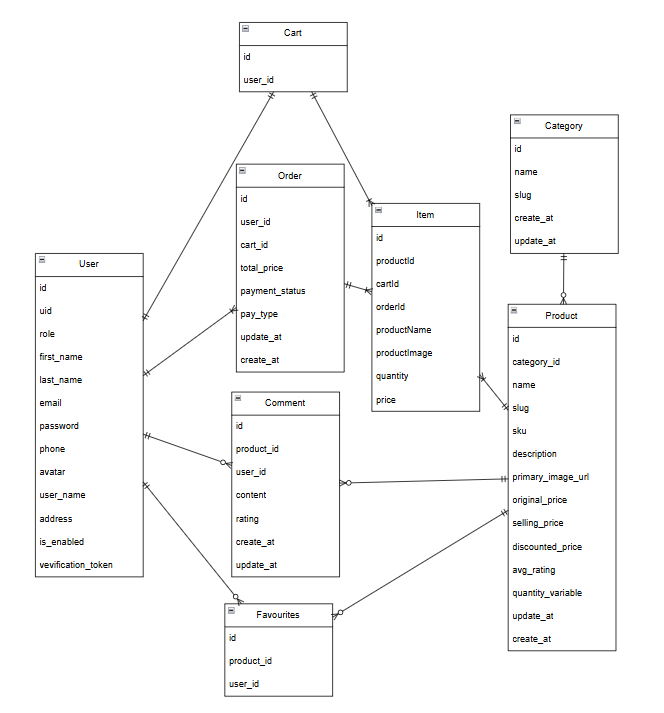 Cart
id
user_id
Category
id
name
slug
create_at
update_at
Order
id
user_id
cart_id
total_price
payment_status
pay_type
update_at
create_at
Item
id
productId
cartId
orderId
productName
productImage
quantity
price
User
id
uid
role
first_name
last_name
email
password
phone
avatar
user_name
address
is_enabled
vevification_token
Product
id
category_id
name
slug
sku
description
primary_image_url
original_price
selling_price
discounted_price
avg_rating
quantity_variable
update_at
create_at
Comment
id
product_id
user_id
content
rating
create_at
update_at
Favourites
id
product_id
user_id